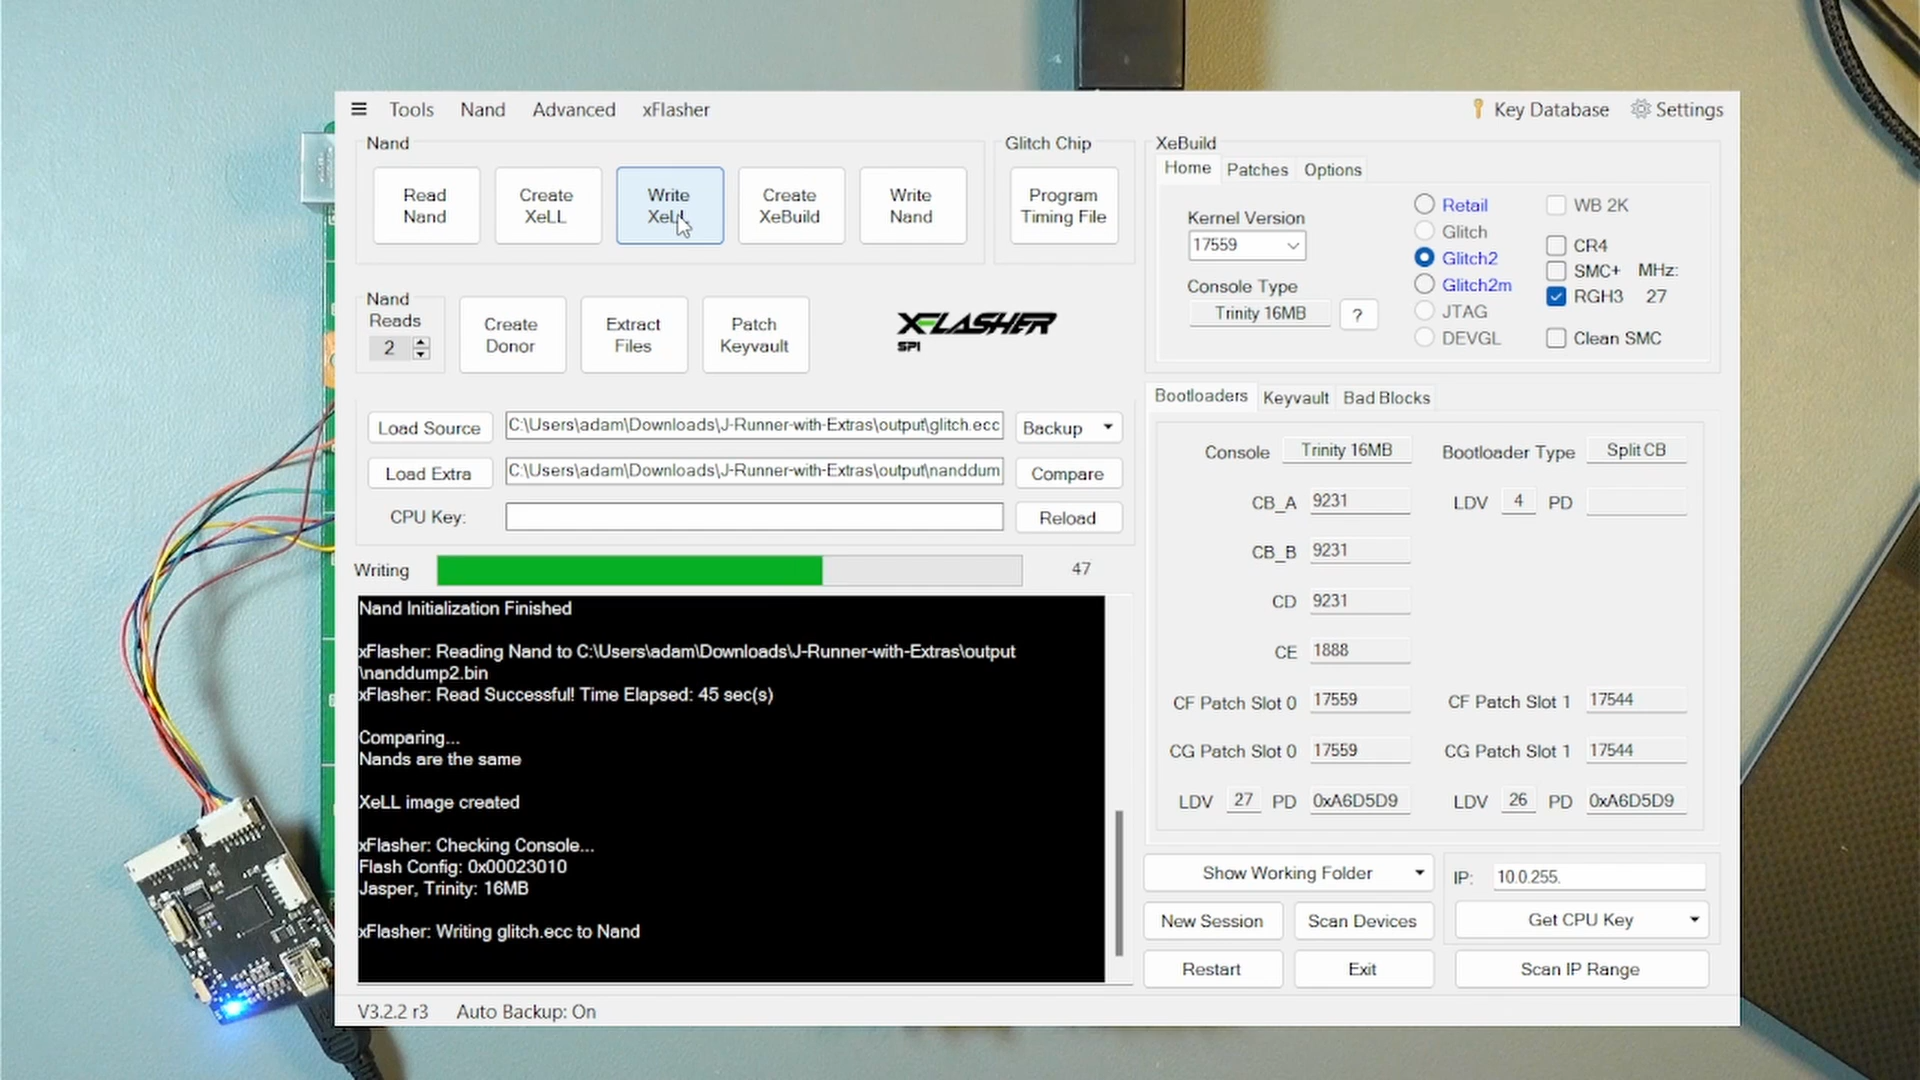 Tools Nand Advanced xFlasher Key Database Settings
Nand
Read Nand
Create XeLL
Write XeLL
Create XeBuild
Write Nand
Glitch Chip
Program Timing File
Nand Reads
2
Create Donor
Extract Files
Patch Keyvault
XFLASHER
SPI
Load Source C:\Users\adam\Downloads\J-Runner-with-Extras\output\glitch.ecc Backup
Load Extra C:\Users\adam\Downloads\J-Runner-with-Extras\output\nanddum Compare
CPU Key: Reload
Writing 47
Nand Initialization Finished
xFlasher: Reading Nand to C:\Users\adam\Downloads\J-Runner-with-Extras\output
\nanddump2.bin
xFlasher: Read Successful! Time Elapsed: 45 sec(s)
Comparing...
Nands are the same
XeLL image created
xFlasher: Checking Console...
Flash Config: 0x00023010
Jasper, Trinity: 16MB
xFlasher: Writing glitch.ecc to Nand
V3.2.2 r3 Auto Backup: On
XeBuild
Home Patches Options
Kernel Version
17559
Console Type
Trinity 16MB ?
Retail
Glitch
Glitch2
Glitch2m
JTAG
DEVGL
WB 2K
CR4
SMC+ MHz:
RGH3 27
Clean SMC
Bootloaders Keyvault Bad Blocks
Console Trinity 16MB Bootloader Type Split CB
CB_A 9231 LDV 4 PD
CB_B 9231
CD 9231
CE 1888
CF Patch Slot 0 17559 CF Patch Slot 1 17544
CG Patch Slot 0 17559 CG Patch Slot 1 17544
LDV 27 PD 0xA6D5D9 LDV 26 PD 0xA6D5D9
Show Working Folder IP: 10.0.255.
New Session Scan Devices Get CPU Key
Restart Exit Scan IP Range